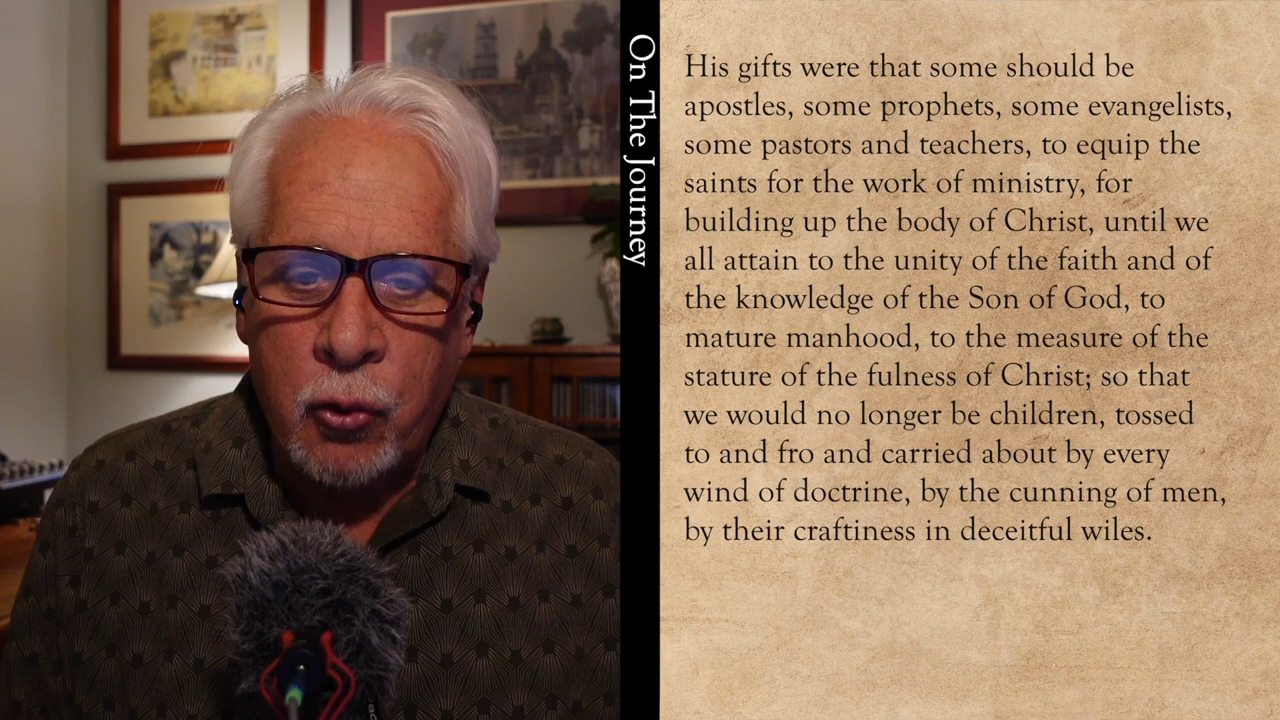 On The Journey
His gifts were that some should be
apostles, some prophets, some evangelists,
some pastors and teachers, to equip the
saints for the work of ministry, for
building up the body of Christ, until we
all attain to the unity of the faith and of
the knowledge of the Son of God, to
mature manhood, to the measure of the
stature of the fulness of Christ; so that
we would no longer be children, tossed
to and fro and carried about by every
wind of doctrine, by the cunning of men,
by their craftiness in deceitful wiles.